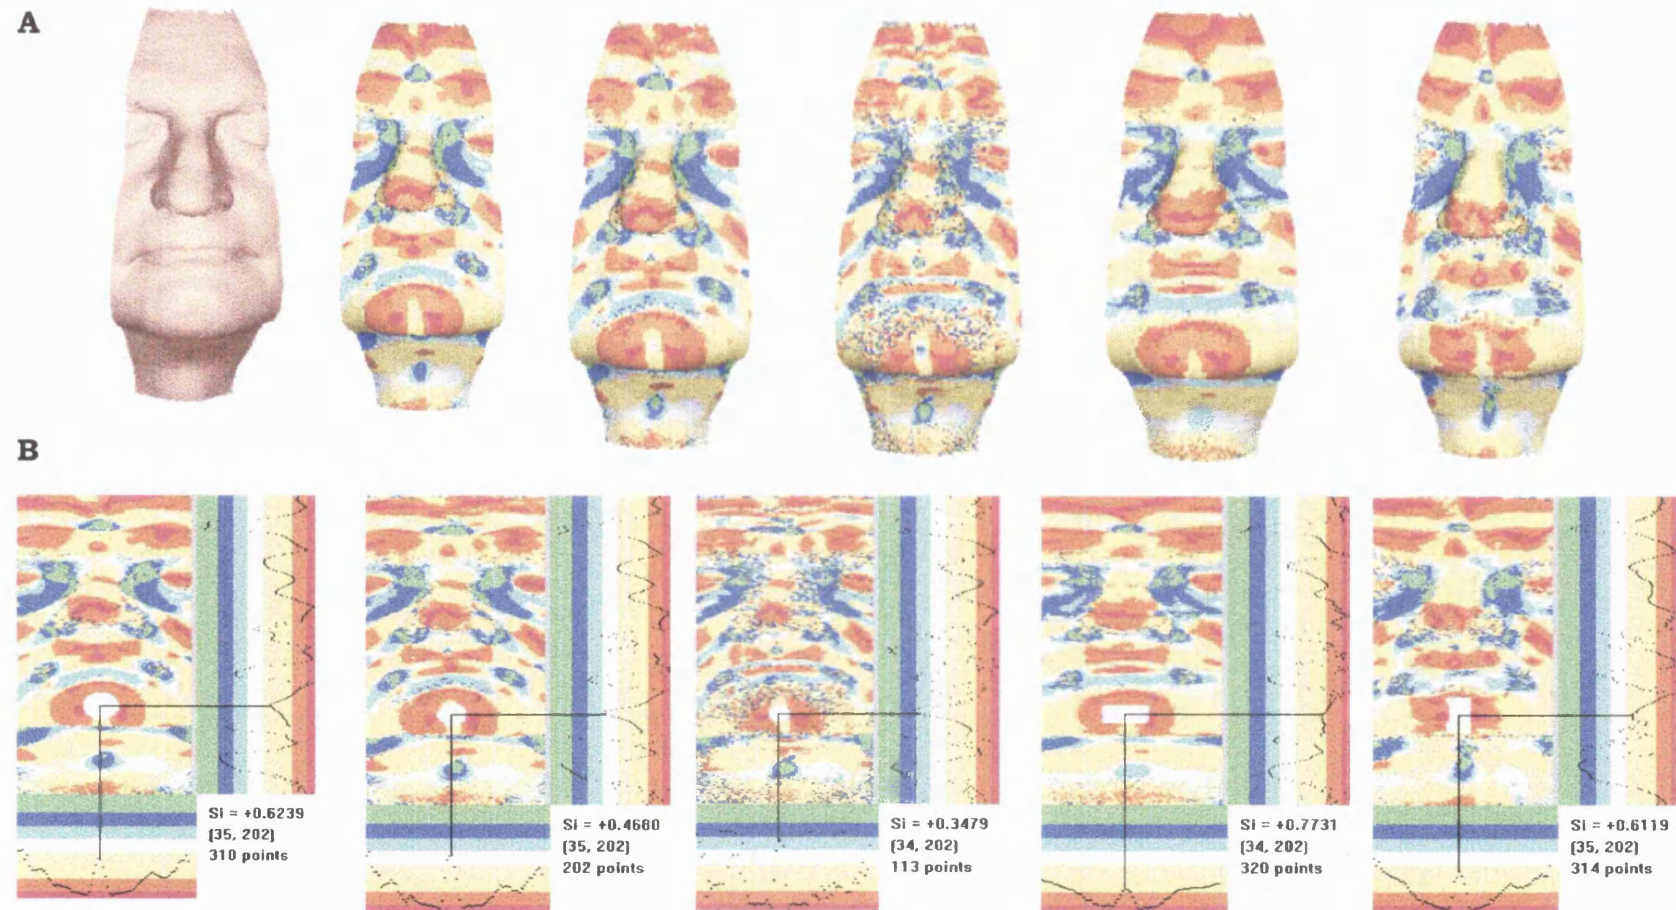 A
B
SI = +0.6239
(35, 202)
310 points
SI = +0.4680
(35, 202)
202 points
SI = +0.3479
(34, 202)
113 points
SI = +0.7731
(34, 202)
320 points
SI = +0.6119
(35, 202)
314 points